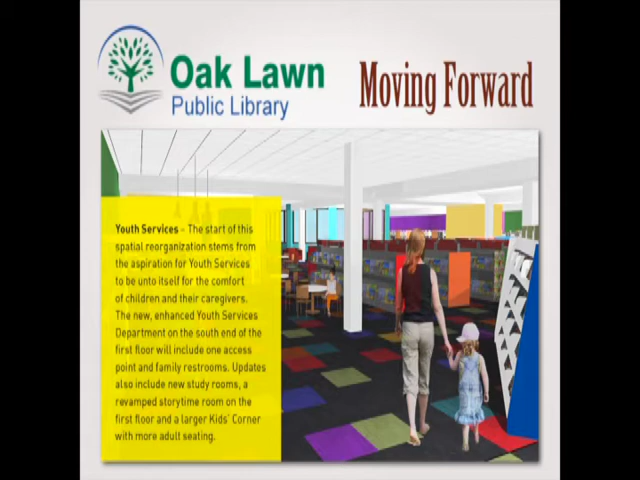 Oak Lawn
Public Library
Moving Forward
Youth Services – The start of this
spatial reorganization stems from
the aspiration for Youth Services
to be unto itself for the comfort
of children and their caregivers.
The new, enhanced Youth Services
Department on the south end of the
first floor will include one access
point and family restrooms. Updates
also include new study rooms, a
revamped storytime room on the
first floor and a larger Kids' Corner
with more adult seating.